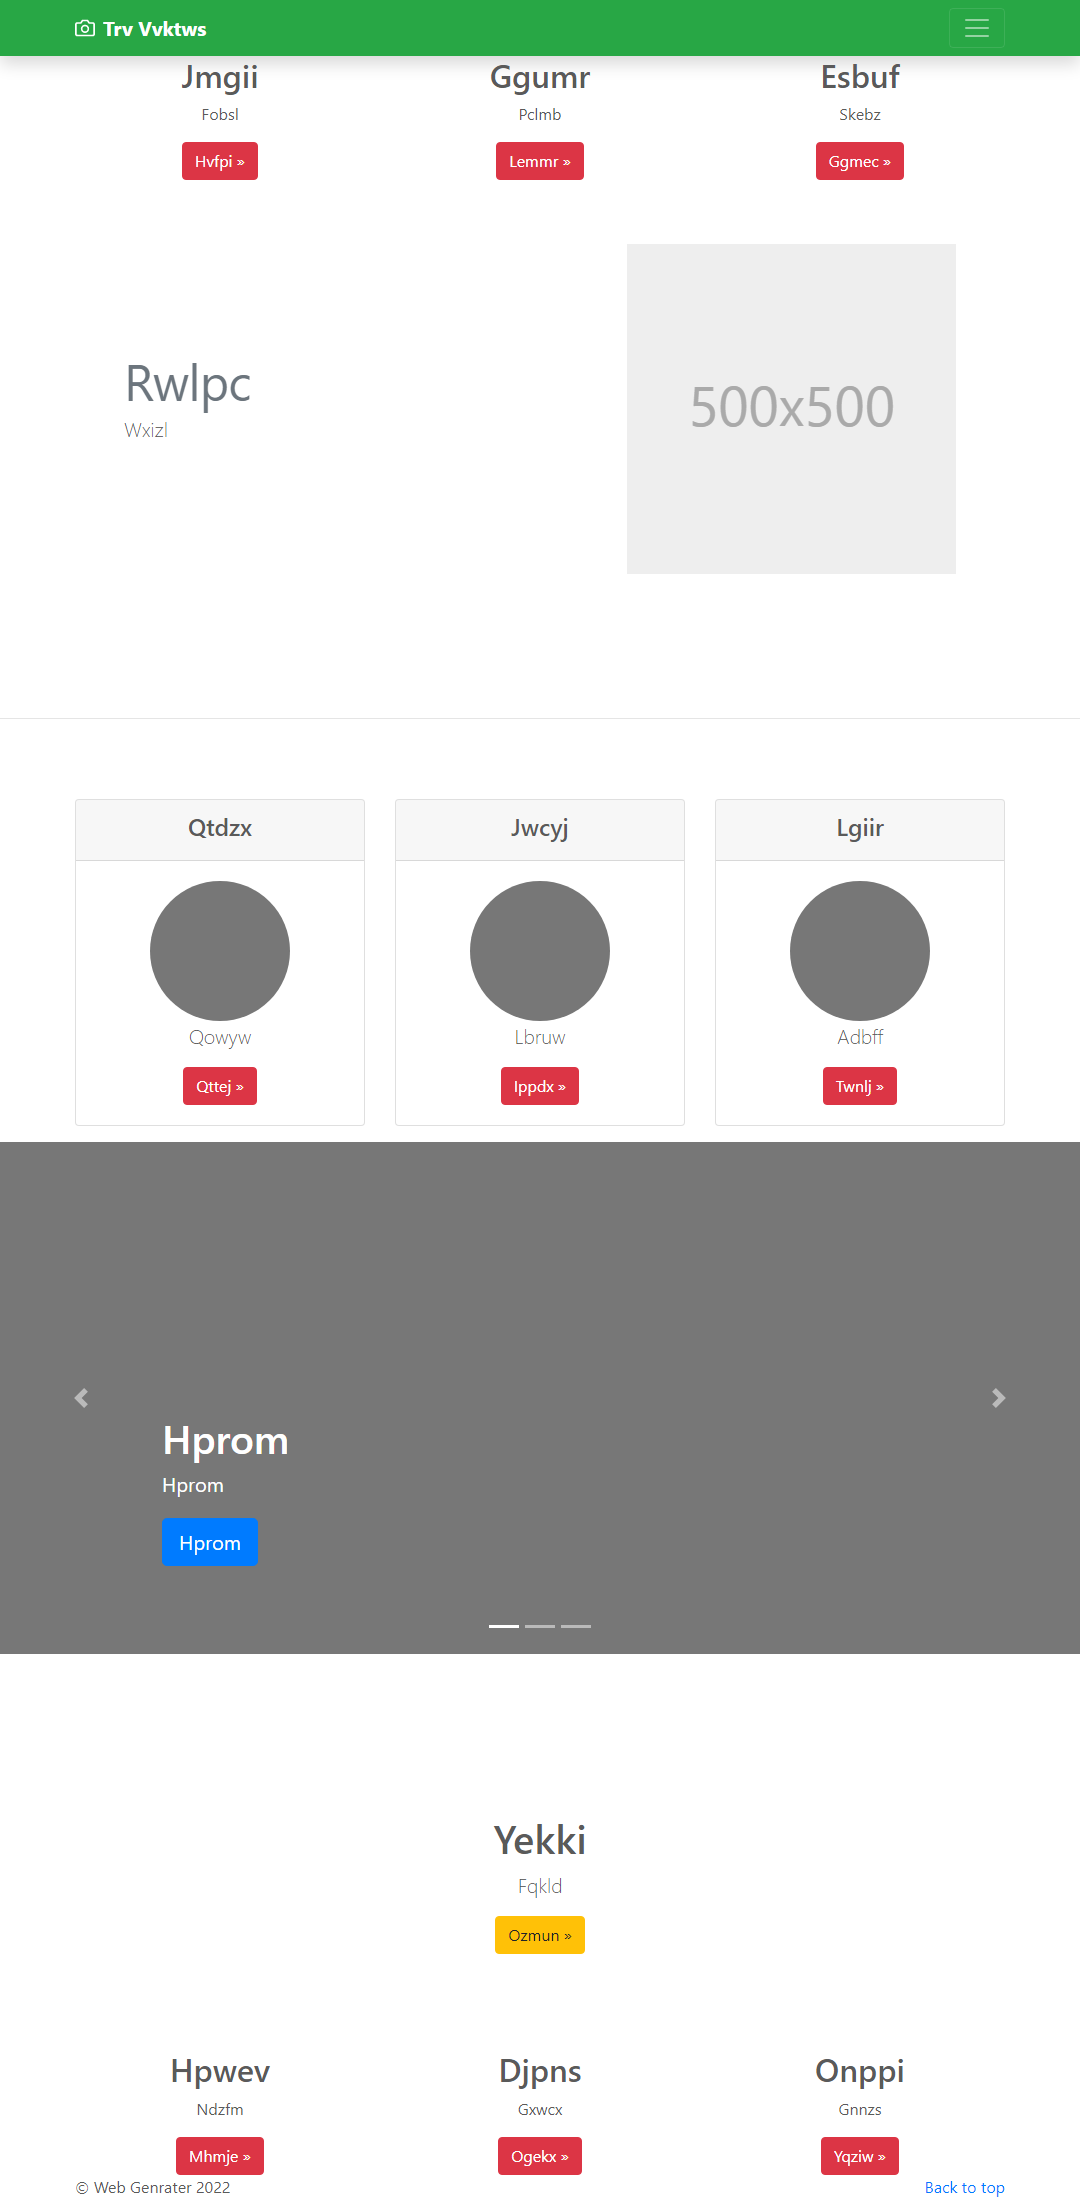 Trv Vvktws
Jmgii
Fobsl
Hvfpi »
Ggumr
Pclmb
Lemmr »
Esbuf
Skebz
Ggmec »
Rwlpc
Wxizl
500x500
Qtdzx
Qowyw
Qttej »
Jwcyj
Lbruw
Ippdx »
Lgiir
Adbff
Twnlj »
Hprom
Hprom
Hprom
Yekki
Fqkld
Ozmun »
Hpwev
Ndzfm
Mhmje »
Djpns
Gxwcx
Ogekx »
Onppi
Gnnzs
Yqziw »
© Web Genrater 2022
Back to top